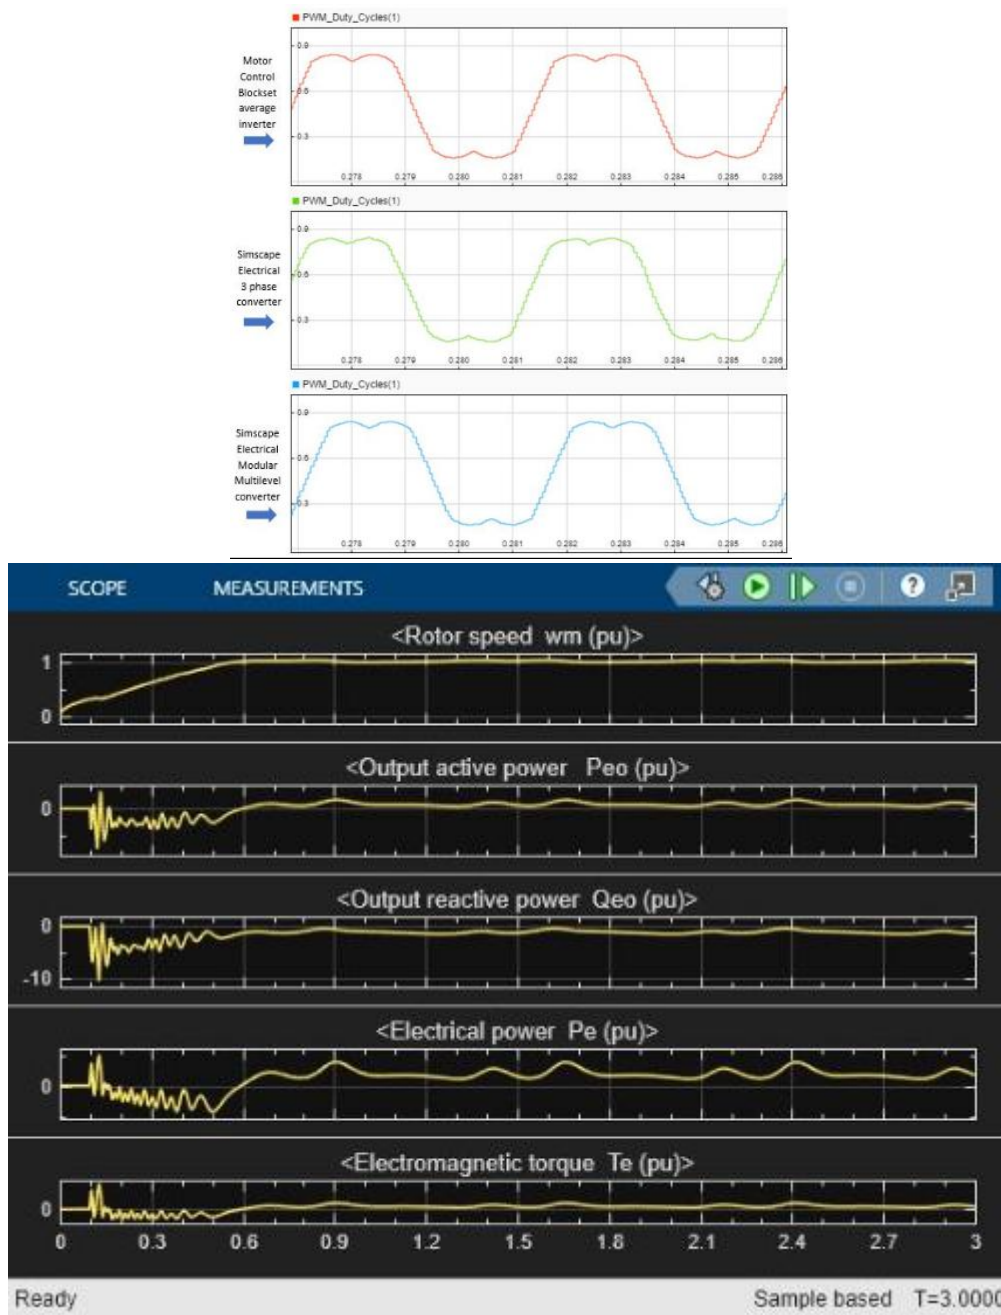 PWM_Duty_Cycles(1)
Motor
Control
Blockset
average
inverter
0.9
0.6
0.3
0.278 0.279 0.280 0.281 0.282 0.283 0.284 0.285 0.286
PWM_Duty_Cycles(1)
Simscape
Electrical
3 phase
converter
0.9
0.6
0.3
0.278 0.279 0.280 0.281 0.282 0.283 0.284 0.285 0.286
PWM_Duty_Cycles(1)
Simscape
Electrical
Modular
Multilevel
converter
0.9
0.6
0.3
0.278 0.279 0.280 0.281 0.282 0.283 0.284 0.285 0.286
SCOPE MEASUREMENTS ?
<Rotor speed wm (pu)>
1
0
<Output active power Peo (pu)>
0
<Output reactive power Qeo (pu)>
0
-10
<Electrical power Pe (pu)>
0
<Electromagnetic torque Te (pu)>
0
0 0.3 0.6 0.9 1.2 1.5 1.8 2.1 2.4 2.7 3
Ready Sample based T=3.000